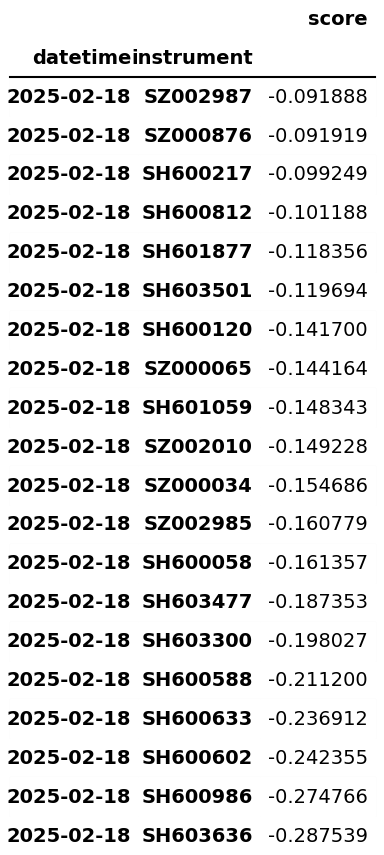 score
datetime instrument
2025-02-18 SZ002987 -0.091888
2025-02-18 SZ000876 -0.091919
2025-02-18 SH600217 -0.099249
2025-02-18 SH600812 -0.101188
2025-02-18 SH601877 -0.118356
2025-02-18 SH603501 -0.119694
2025-02-18 SH600120 -0.141700
2025-02-18 SZ000065 -0.144164
2025-02-18 SH601059 -0.148343
2025-02-18 SZ002010 -0.149228
2025-02-18 SZ000034 -0.154686
2025-02-18 SZ002985 -0.160779
2025-02-18 SH600058 -0.161357
2025-02-18 SH603477 -0.187353
2025-02-18 SH603300 -0.198027
2025-02-18 SH600588 -0.211200
2025-02-18 SH600633 -0.236912
2025-02-18 SH600602 -0.242355
2025-02-18 SH600986 -0.274766
2025-02-18 SH603636 -0.287539